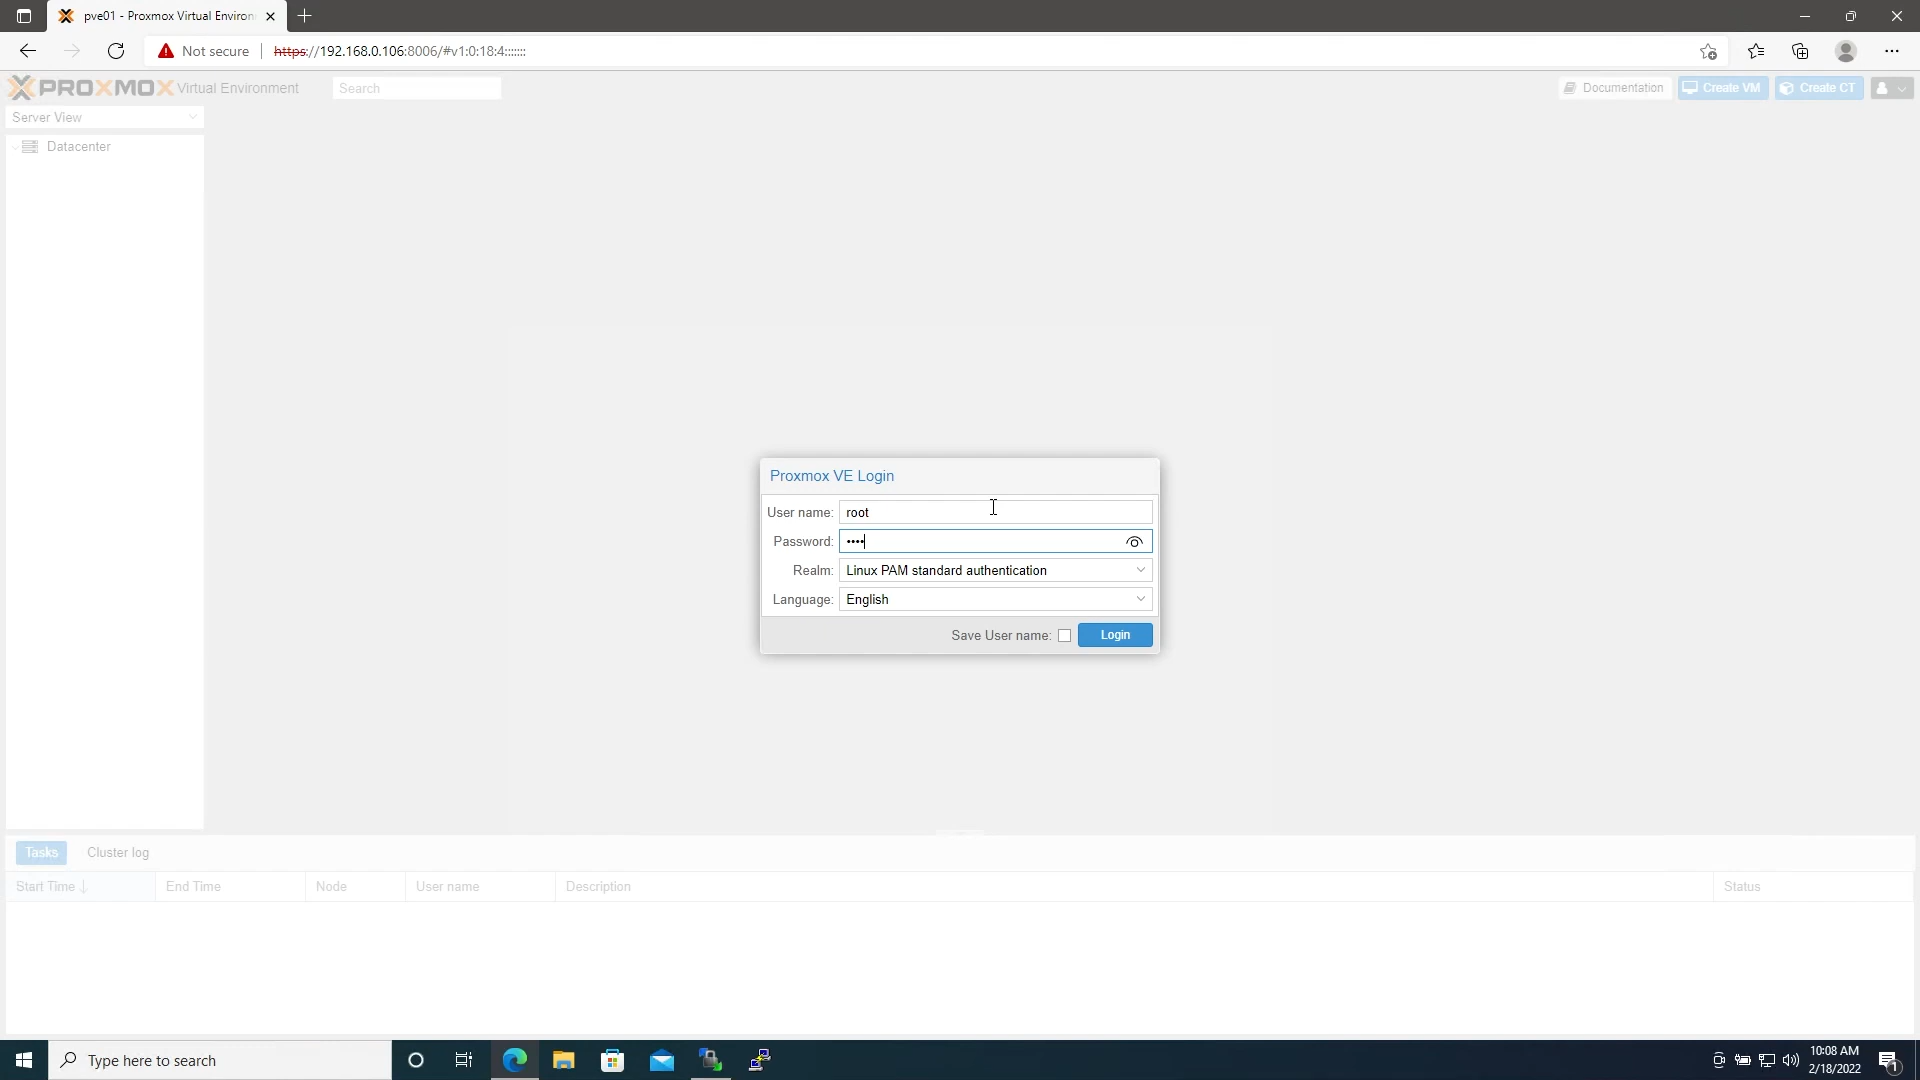 pve01 - Proxmox Virtual Environ
Not secure
https://192.168.0.106:8006/#v1:0:18:4:::::::
PROXMOX Virtual Environment
Search
Documentation
Create VM
Create CT
Server View
Datacenter
Proxmox VE Login
User name: root
Password: ••••
Realm: Linux PAM standard authentication
Language: English
Save User name:
Login
Tasks
Cluster log
Start Time
End Time
Node
User name
Description
Status
Type here to search
10:08 AM
2/18/2022
1